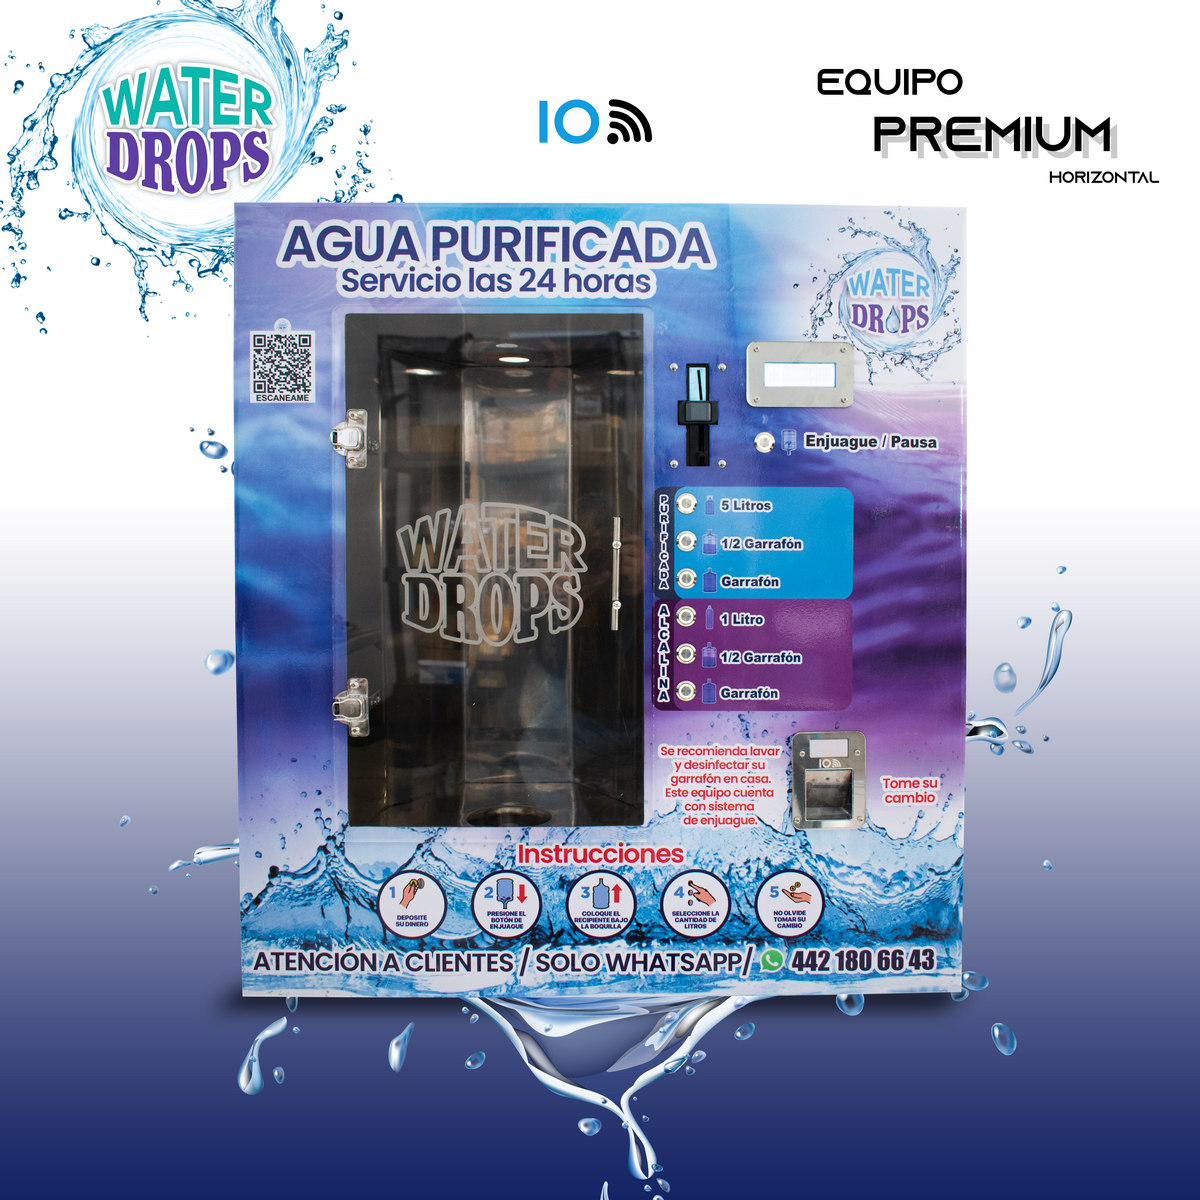 WATER
DROPS
IO
EQUIPO
PREMIUM
HORIZONTAL
AGUA PURIFICADA
Servicio las 24 horas
WATER
DROPS
ESCANEAME
Enjuague / Pausa
WATER
DROPS
PURIFICADA
5 Litros
1/2 Garrafón
Garrafón
ALCALINA
1 Litro
1/2 Garrafón
Garrafón
Se recomienda lavar
y desinfectar su
garrafón en casa.
Este equipo cuenta
con sistema
de enjuague.
IO
Tome su
cambio
Instrucciones
1
DEPOSITE
SU DINERO
2
PRESIONE EL
BOTÓN DE
ENJUAGUE
3
COLOQUE EL
RECIPIENTE BAJO
LA BOQUILLA
4
SELECCIONE LA
CANTIDAD DE
LITROS
5
NO OLVIDE
TOMAR SU
CAMBIO
ATENCIÓN A CLIENTES / SOLO WHATSAPP/ 442 180 66 43